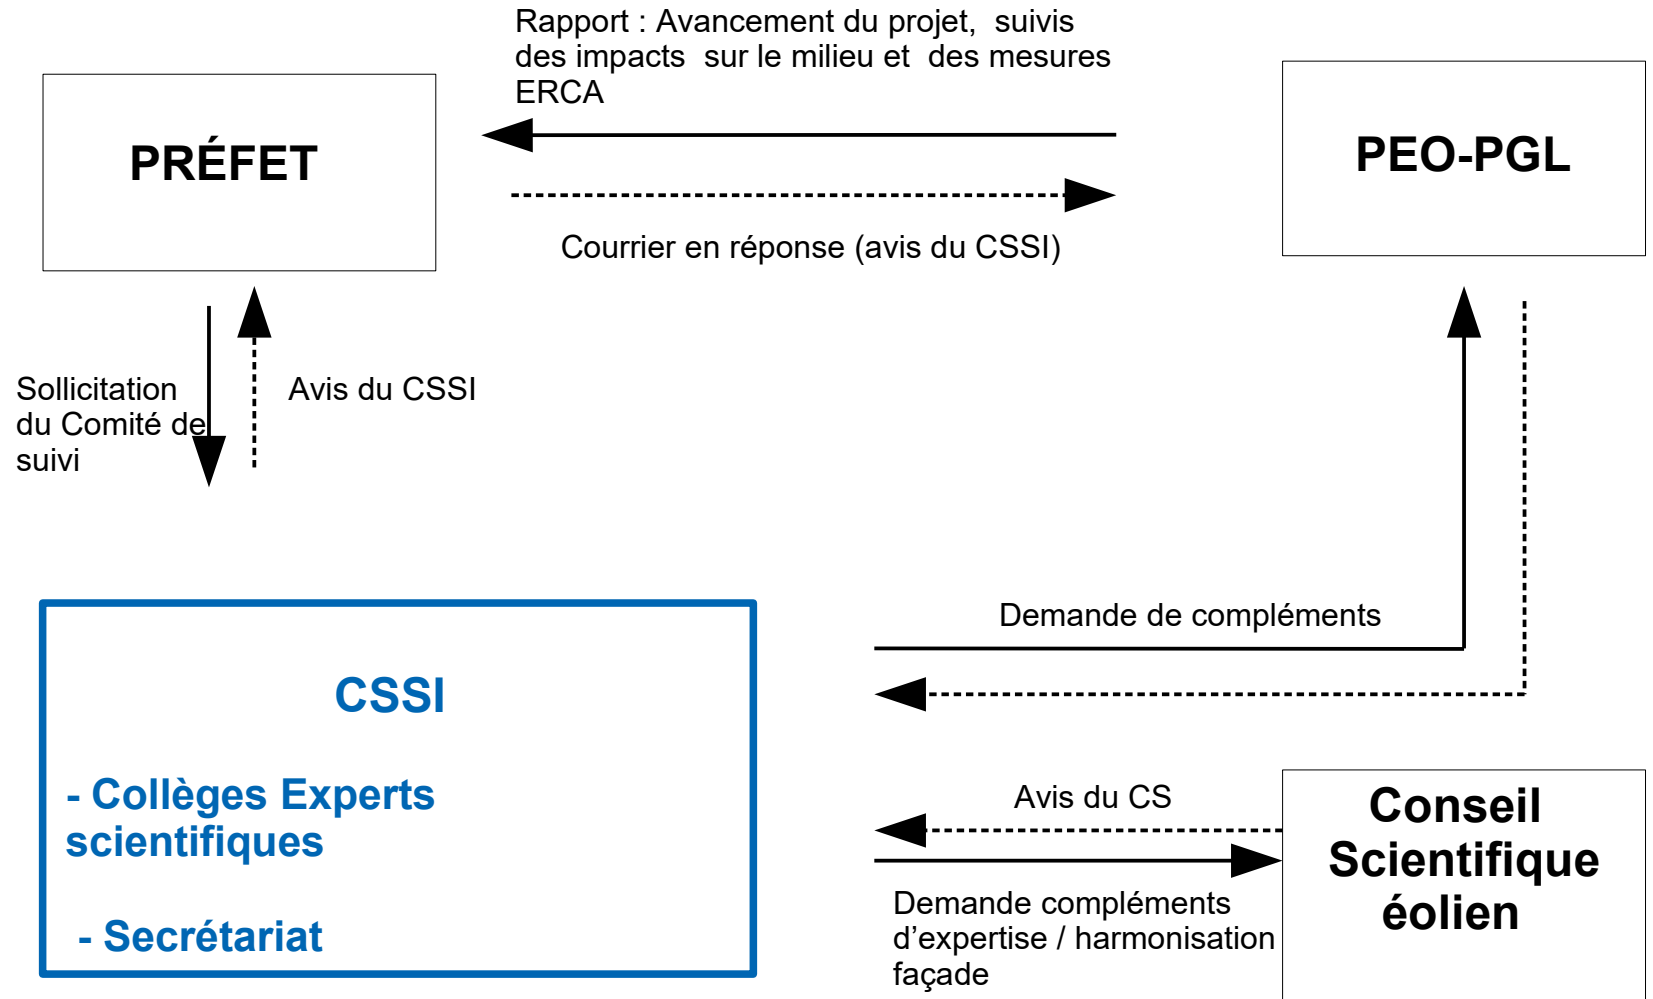 Rapport : Avancement du projet, suivis
des impacts sur le milieu et des mesures
ERCA
PRÉFET
PEO-PGL
Courrier en réponse (avis du CSSI)
Sollicitation
du Comité de
suivi
Avis du CSSI
Demande de compléments
CSSI
- Collèges Experts
scientifiques
- Secrétariat
Avis du CS
Demande compléments
d’expertise / harmonisation
façade
Conseil
Scientifique
éolien